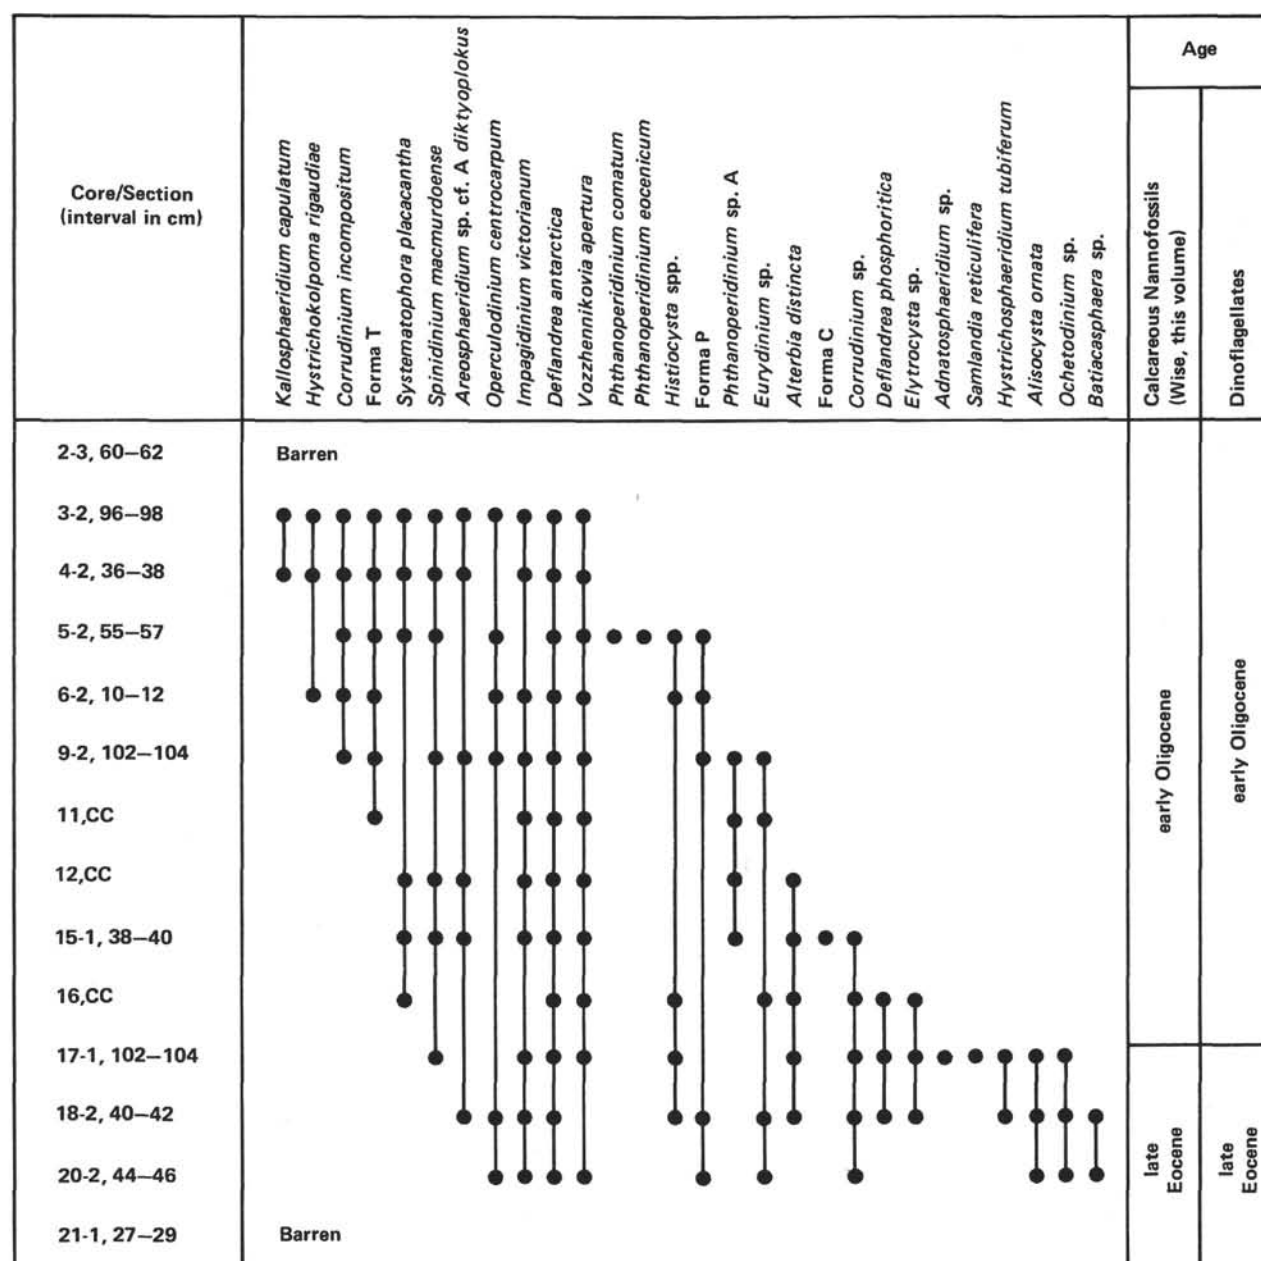 Core/Section
(interval in cm)
Kallosphaeridium capulatum
Hystrichokolpoma rigaudiae
Corrudinium incompositum
Forma T
Systematophora placacantha
Spinidinium macmurdoense
Areosphaeridium sp. cf. A diktyoplokus
Operculodinium centrocarpum
Impagidinium victorianum
Deflandrea antarctica
Vozzhennikovia apertura
Phthanoperidinium comatum
Phthanoperidinium eocenicum
Histiocysta spp.
Forma P
Phthanoperidinium sp. A
Eurydinium sp.
Alterbia distincta
Forma C
Corrudinium sp.
Deflandrea phosphoritica
Elytrocysta sp.
Adnatosphaeridium sp.
Samlandia reticulifera
Hystrichosphaeridium tubiferum
Alisocysta ornata
Ochetodinium sp.
Batiacasphaera sp.
Age
Calcareous Nannofossils
(Wise, this volume)
Dinoflagellates
2-3, 60–62
Barren
3-2, 96–98
4-2, 36–38
5-2, 55–57
6-2, 10–12
9-2, 102–104
11,CC
12,CC
15-1, 38–40
16,CC
17-1, 102–104
18-2, 40–42
20-2, 44–46
21-1, 27–29
Barren
early Oligocene
early Oligocene
late
Eocene
late
Eocene